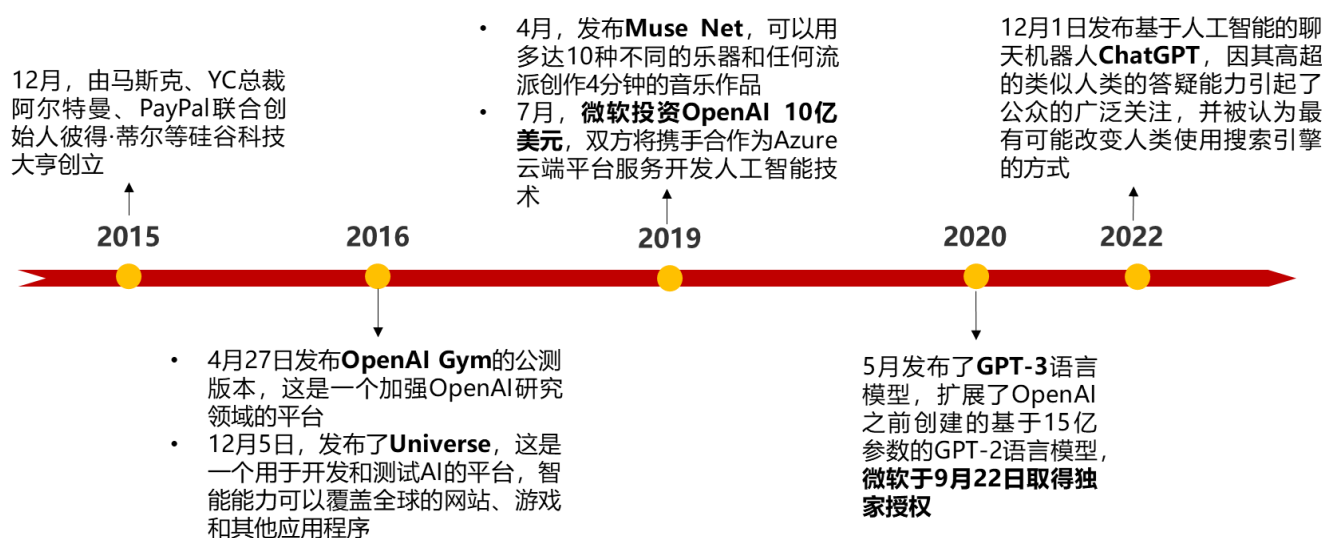 12月，由马斯克、YC总裁
阿尔特曼、PayPal联合创
始人彼得·蒂尔等硅谷科技
大亨创立
• 4月，发布Muse Net，可以用
多达10种不同的乐器和任何流
派创作4分钟的音乐作品
• 7月，微软投资OpenAI 10亿
美元，双方将携手合作为Azure
云端平台服务开发人工智能技
术
12月1日发布基于人工智能的聊
天机器人ChatGPT，因其高超
的类似人类的答疑能力引起了
公众的广泛关注，并被认为最
有可能改变人类使用搜索引擎
的方式
2015
2016
2019
2020
2022
• 4月27日发布OpenAI Gym的公测
版本，这是一个加强OpenAI研究
领域的平台
• 12月5日，发布了Universe，这是
一个用于开发和测试AI的平台，智
能能力可以覆盖全球的网站、游戏
和其他应用程序
5月发布了GPT-3语言
模型，扩展了OpenAI
之前创建的基于15亿
参数的GPT-2语言模型，
微软于9月22日取得独
家授权